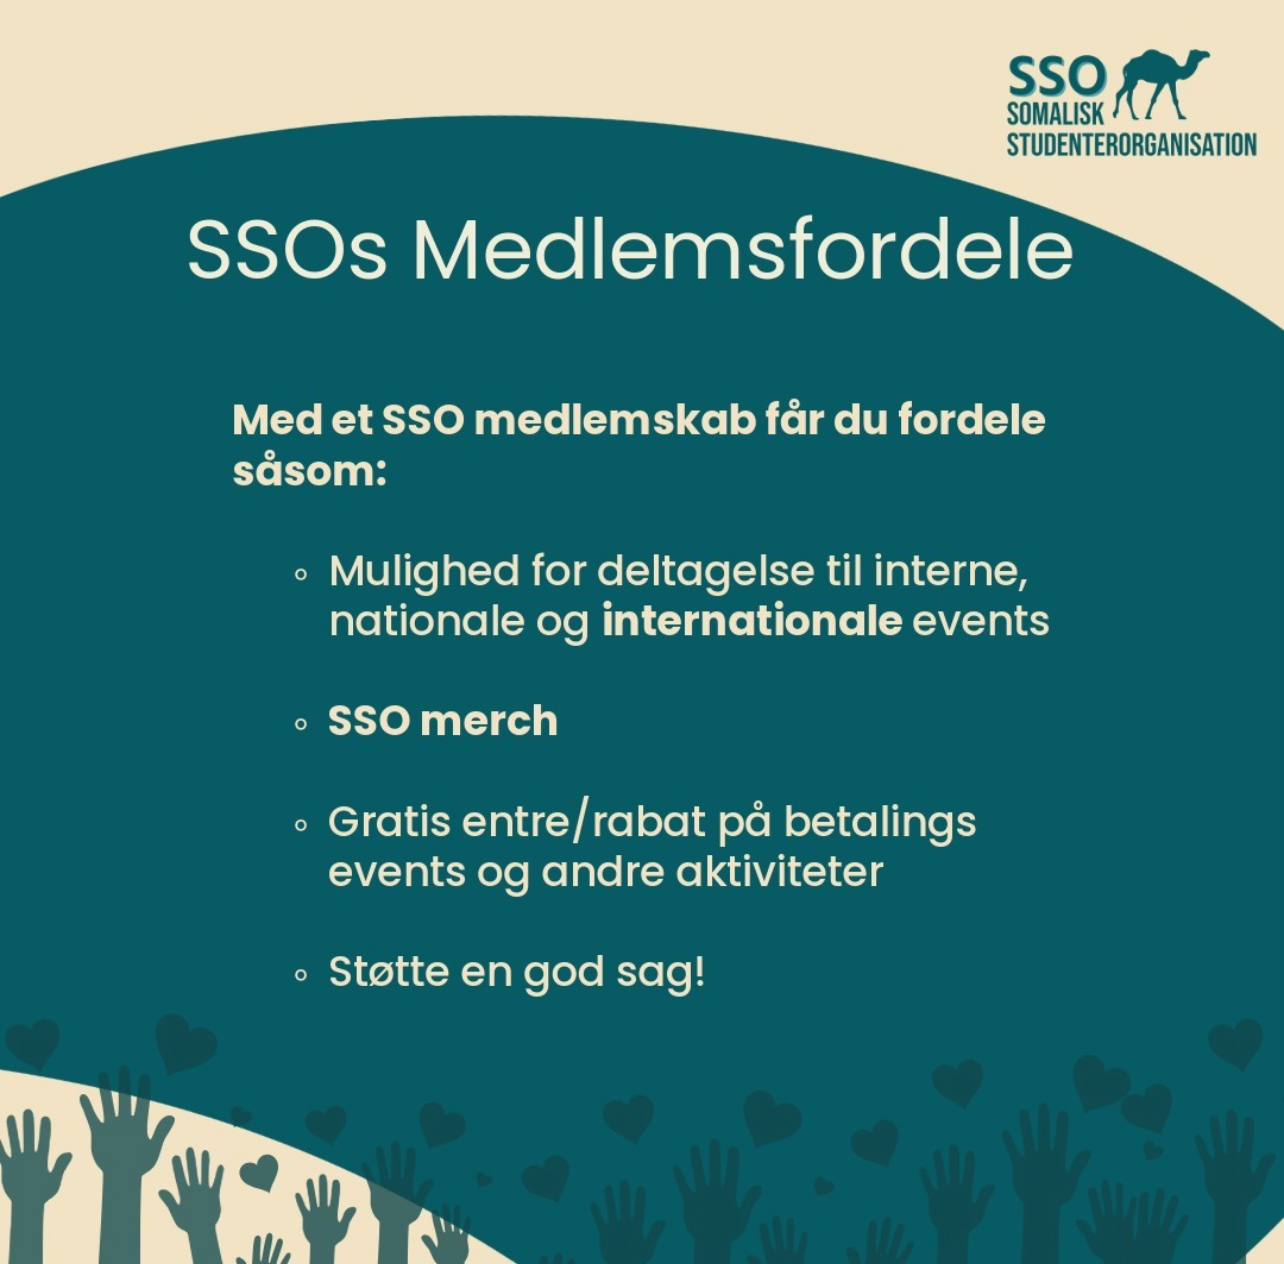 SSO
SOMALISK
STUDENTERORGANISATION
SSOs Medlemsfordele
Med et SSO medlemskab får du fordele
såsom:
Mulighed for deltagelse til interne,
nationale og internationale events
SSO merch
Gratis entre/rabat på betalings
events og andre aktiviteter
Støtte en god sag!